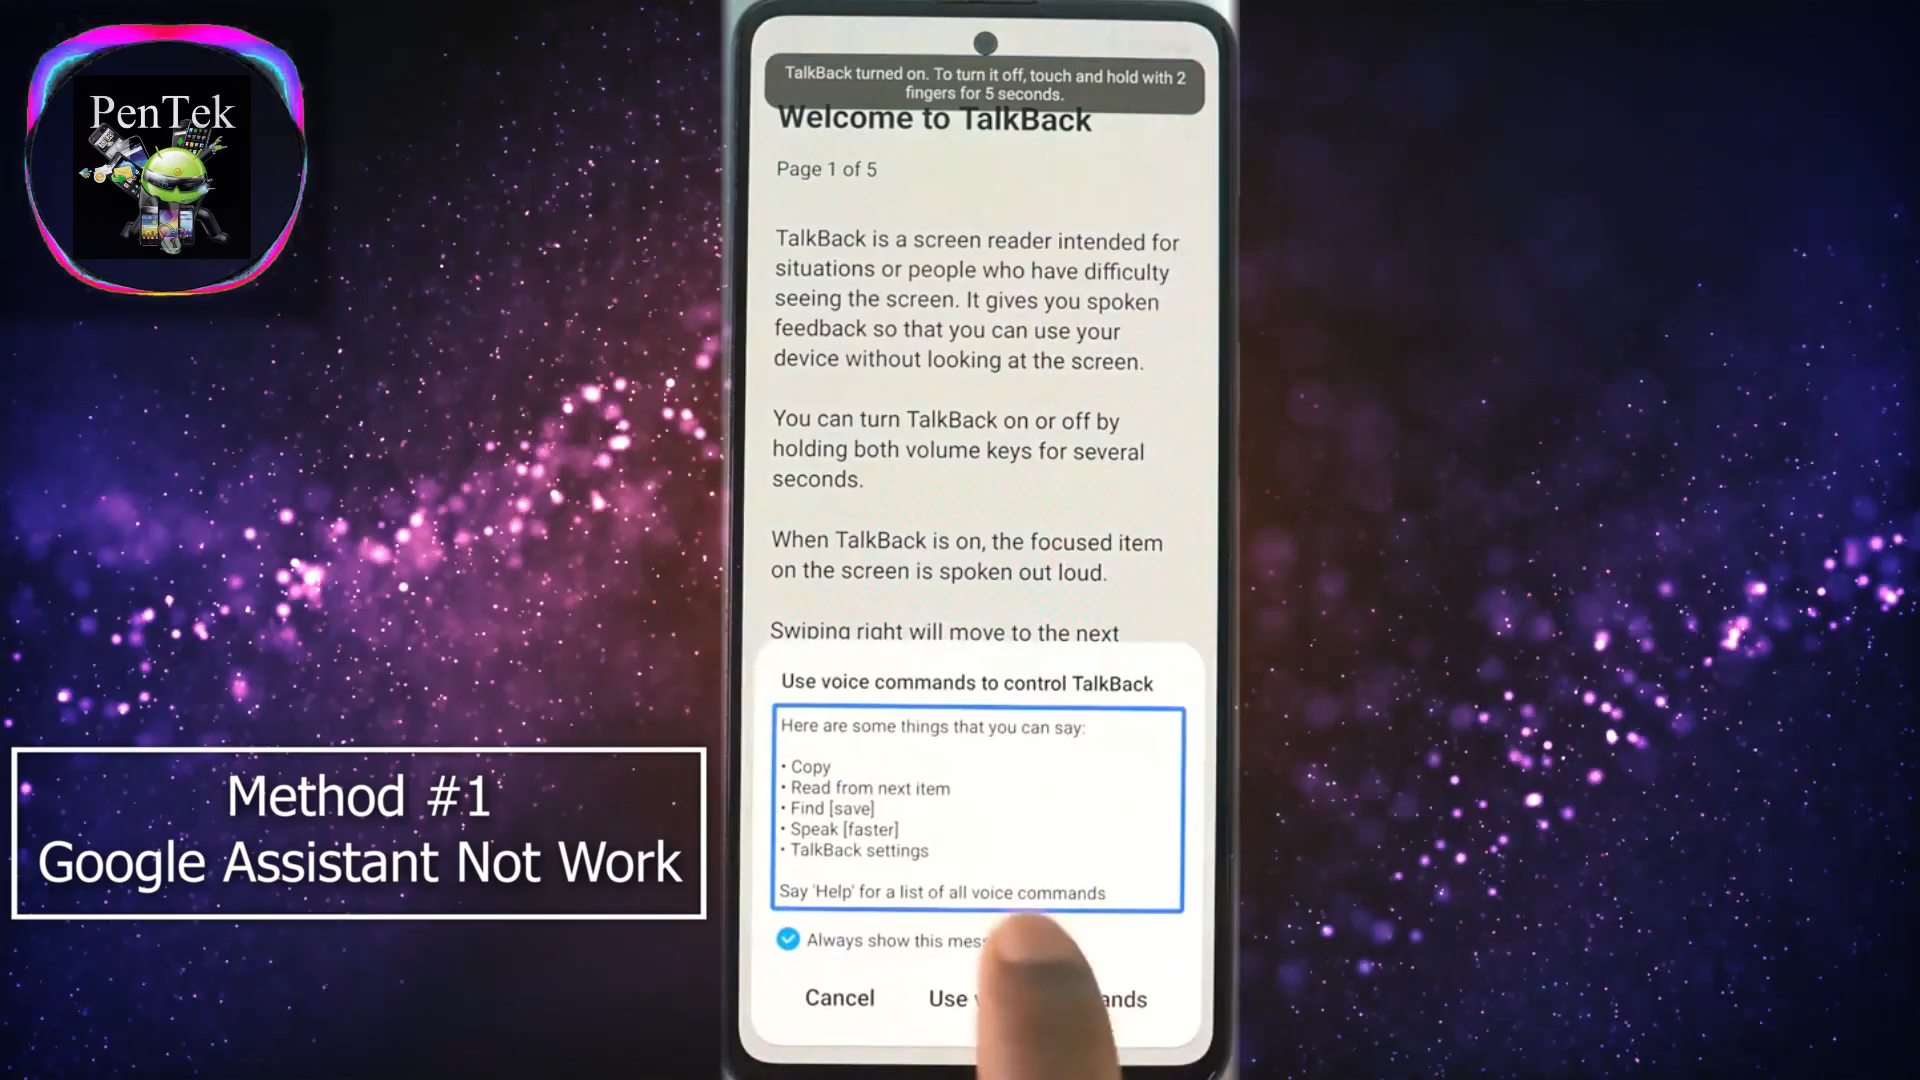 PenTek
TalkBack turned on. To turn it off, touch and hold with 2
fingers for 5 seconds.
Welcome to TalkBack
Page 1 of 5
TalkBack is a screen reader intended for
situations or people who have difficulty
seeing the screen. It gives you spoken
feedback so that you can use your
device without looking at the screen.
You can turn TalkBack on or off by
holding both volume keys for several
seconds.
When TalkBack is on, the focused item
on the screen is spoken out loud.
Swiping right will move to the next
Use voice commands to control TalkBack
Here are some things that you can say:
• Copy
• Read from next item
• Find [save]
• Speak [faster]
• TalkBack settings
Say 'Help' for a list of all voice commands
Always show this mes
Cancel
Use
ands
Method #1
Google Assistant Not Work